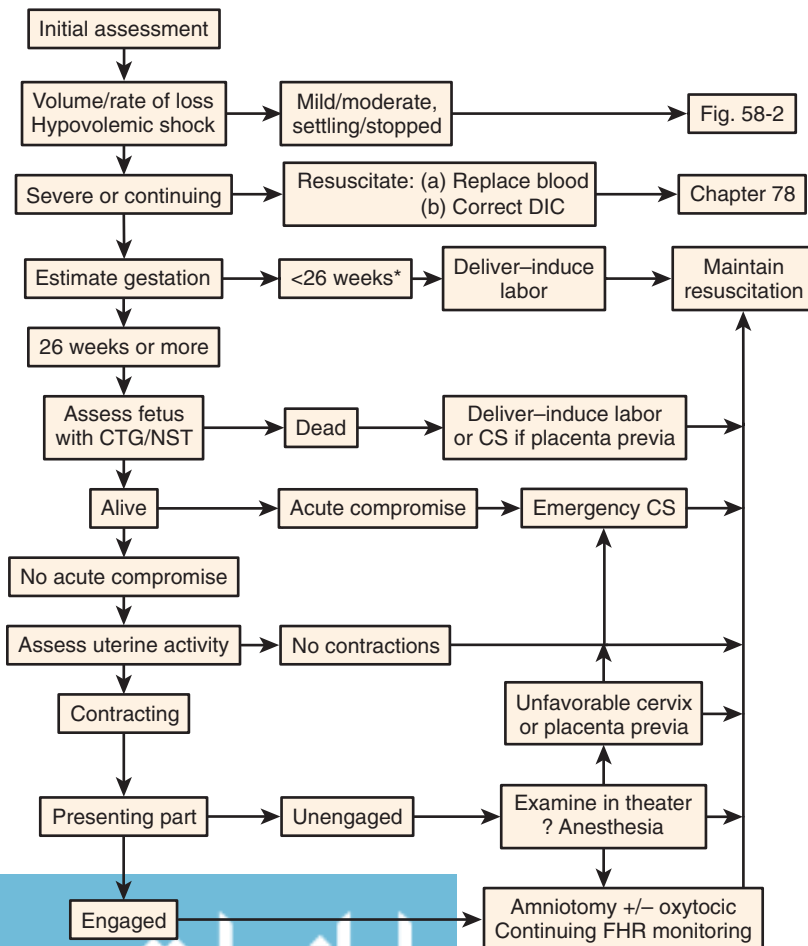 Initial assessment
Volume/rate of loss
Hypovolemic shock
Mild/moderate,
settling/stopped
Fig. 58-2
Severe or continuing
Resuscitate: (a) Replace blood
(b) Correct DIC
Chapter 78
Estimate gestation
<26 weeks*
Deliver–induce
labor
Maintain
resuscitation
26 weeks or more
Assess fetus
with CTG/NST
Dead
Deliver–induce labor
or CS if placenta previa
Alive
Acute compromise
Emergency CS
No acute compromise
Assess uterine activity
No contractions
Contracting
Unfavorable cervix
or placenta previa
Presenting part
Unengaged
Examine in theater
? Anesthesia
Engaged
Amniotomy +/– oxytocic
Continuing FHR monitoring